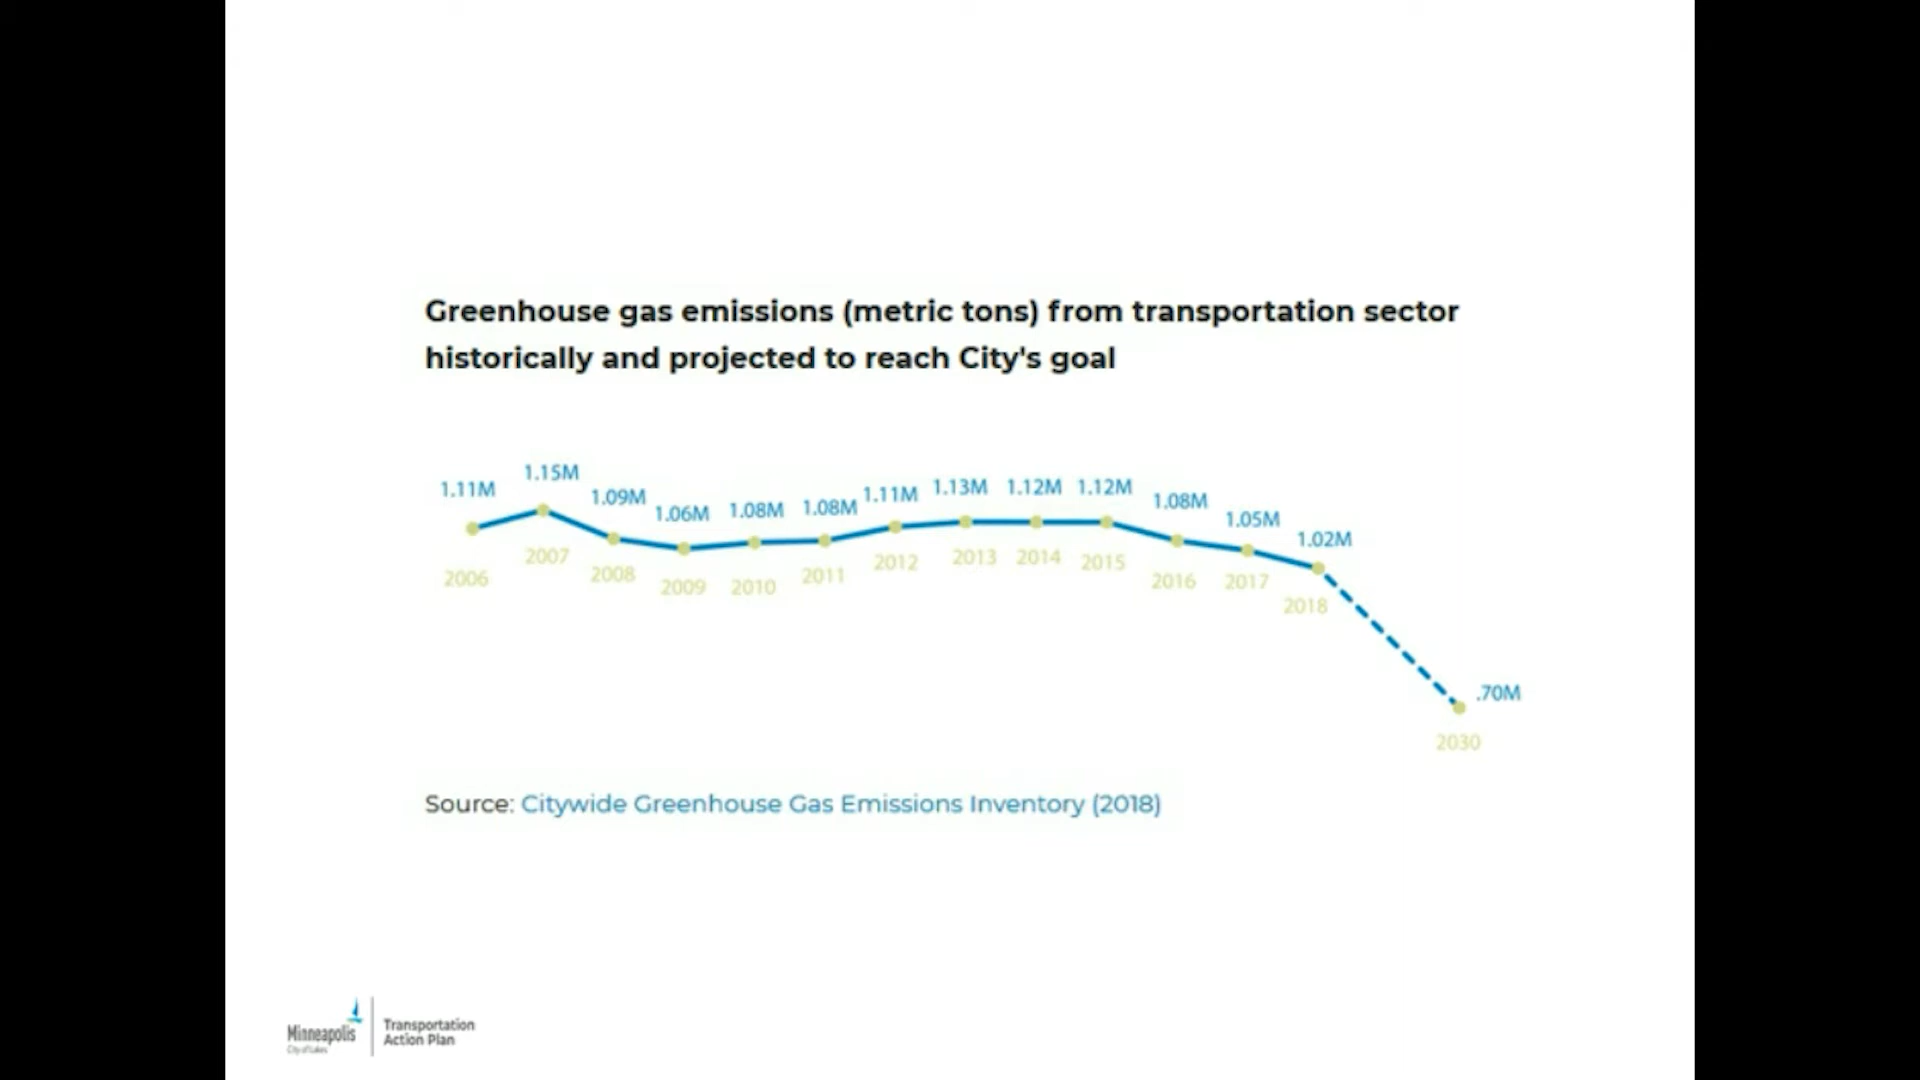 Greenhouse gas emissions (metric tons) from transportation sector
historically and projected to reach City's goal
1.11M
1.15M
1.09M
1.06M
1.08M
1.08M
1.11M
1.13M
1.12M
1.12M
1.08M
1.05M
1.02M
.70M
2006
2007
2008
2009
2010
2011
2012
2013
2014
2015
2016
2017
2018
2030
Source: Citywide Greenhouse Gas Emissions Inventory (2018)
Minneapolis
City of Lakes
Transportation
Action Plan